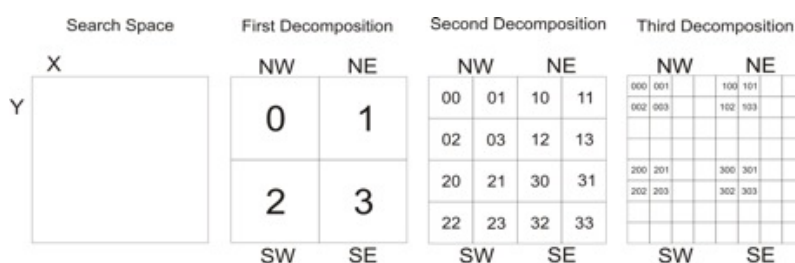 Search Space
First Decomposition
Second Decomposition
Third Decomposition
X
NW NE
NW NE
NW NE
Y
0 1
2 3
00 01 10 11
02 03 12 13
20 21 30 31
22 23 32 33
000 001 100 101
002 003 102 103
200 201 300 301
202 203 302 303
SW SE
SW SE
SW SE